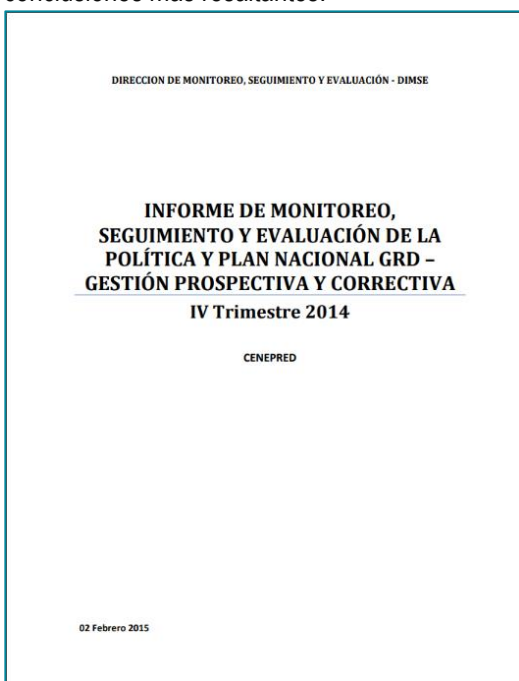 DIRECCION DE MONITOREO, SEGUIMIENTO Y EVALUACIÓN - DIMSE
INFORME DE MONITOREO,
SEGUIMIENTO Y EVALUACIÓN DE LA
POLÍTICA Y PLAN NACIONAL GRD –
GESTIÓN PROSPECTIVA Y CORRECTIVA
IV Trimestre 2014
CENEPRED
02 Febrero 2015